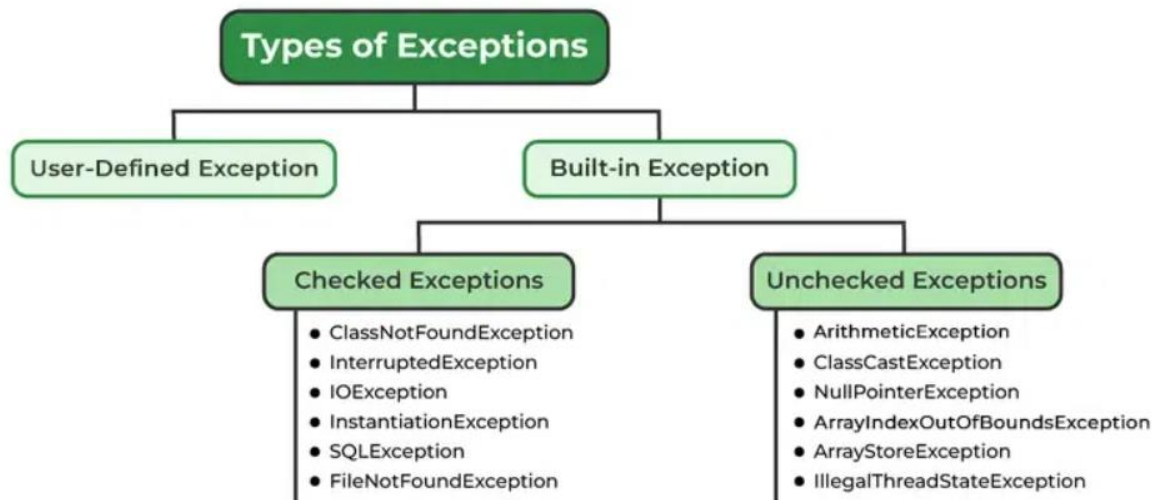 Types of Exceptions
User-Defined Exception
Built-in Exception
Checked Exceptions
ClassNotFoundException
InterruptedException
IOException
InstantiationException
SQLException
FileNotFoundException
Unchecked Exceptions
ArithmeticException
ClassCastException
NullPointerException
ArrayIndexOutOfBoundsException
ArrayStoreException
IllegalThreadStateException